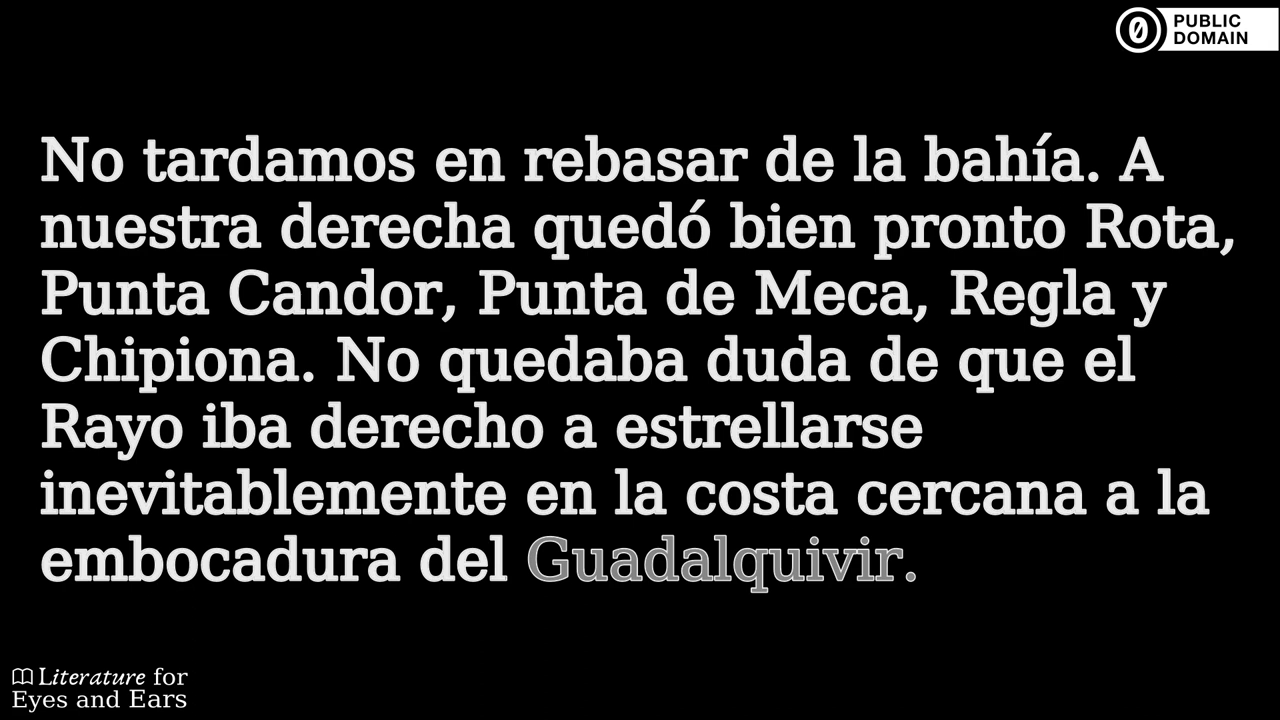 PUBLIC
DOMAIN
No tardamos en rebasar de la bahía. A
nuestra derecha quedó bien pronto Rota,
Punta Candor, Punta de Meca, Regla y
Chipiona. No quedaba duda de que el
Rayo iba derecho a estrellarse
inevitablemente en la costa cercana a la
embocadura del Guadalquivir.
Literature for
Eyes and Ears